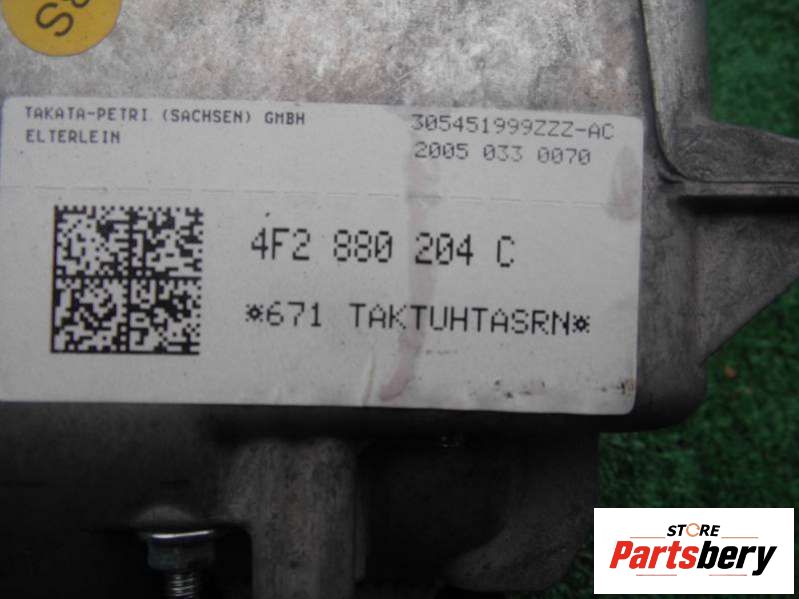 TAKATA-PETRI (SACHSEN) GMBH
ELTERLEIN
305451999ZZZ-AC
2005 033 0070
4F2 880 204 C
*671 TAKTUHTASRN*
STORE
Partsbery